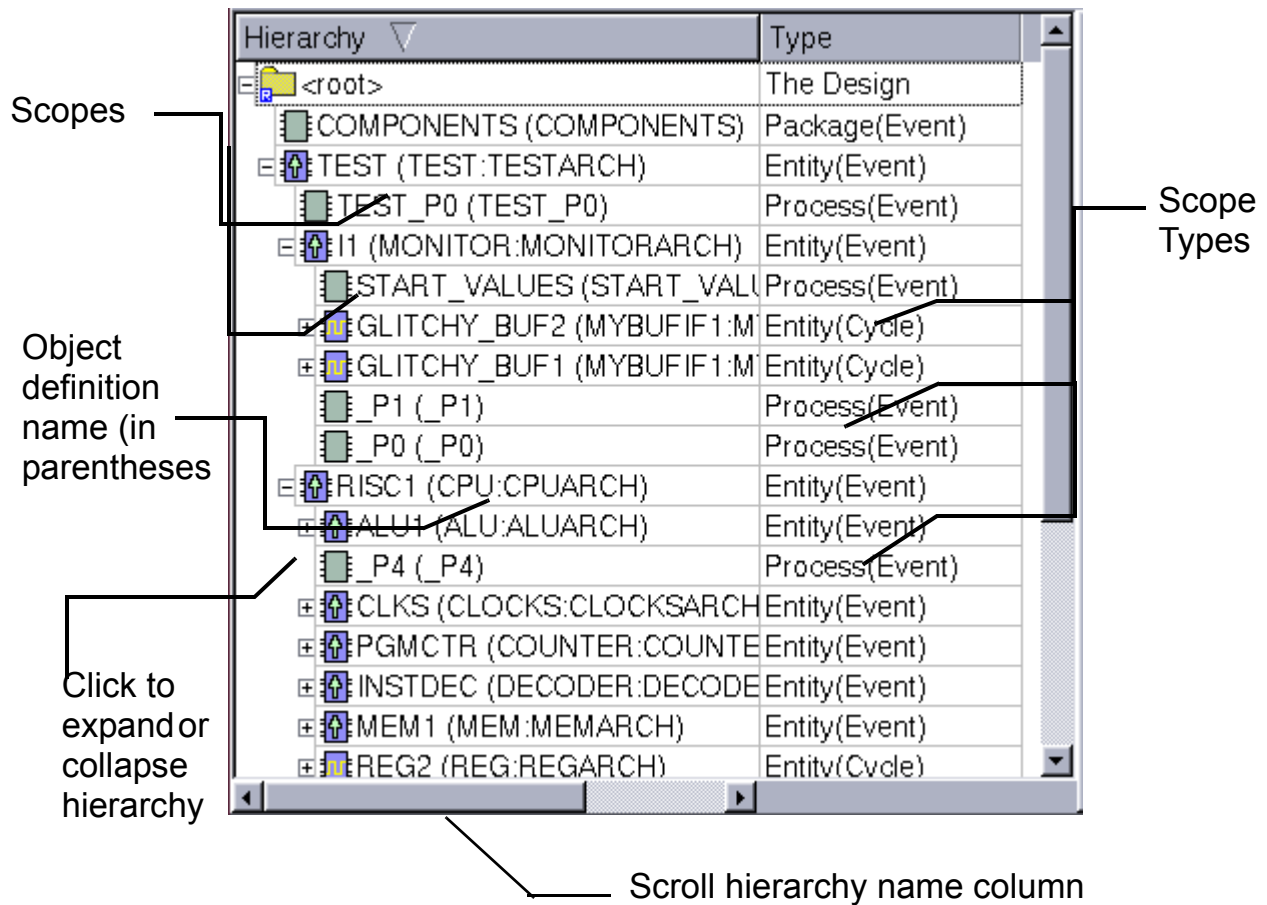 Hierarchy Type
<root> The Design
COMPONENTS (COMPONENTS) Package(Event)
TEST (TEST:TESTARCH) Entity(Event)
TEST_P0 (TEST_P0) Process(Event)
I1 (MONITOR:MONITORARCH) Entity(Event)
START_VALUES (START_VALU Process(Event)
GLITCHY_BUF2 (MYBUFIF1:M Entity(Cycle)
GLITCHY_BUF1 (MYBUFIF1:M Entity(Cycle)
_P1 (_P1) Process(Event)
_P0 (_P0) Process(Event)
RISC1 (CPU:CPUARCH) Entity(Event)
ALU1 (ALU:ALUARCH) Entity(Event)
_P4 (_P4) Process(Event)
CLKS (CLOCKS:CLOCKSARCH Entity(Event)
PGMCTR (COUNTER:COUNTE Entity(Event)
INSTDEC (DECODER:DECODE Entity(Event)
MEM1 (MEM:MEMARCH) Entity(Event)
REG2 (REG:REGARCH) Entity(Cycle)
Scopes
Object
definition
name (in
parentheses
Click to
expand or
collapse
hierarchy
Scope
Types
Scroll hierarchy name column